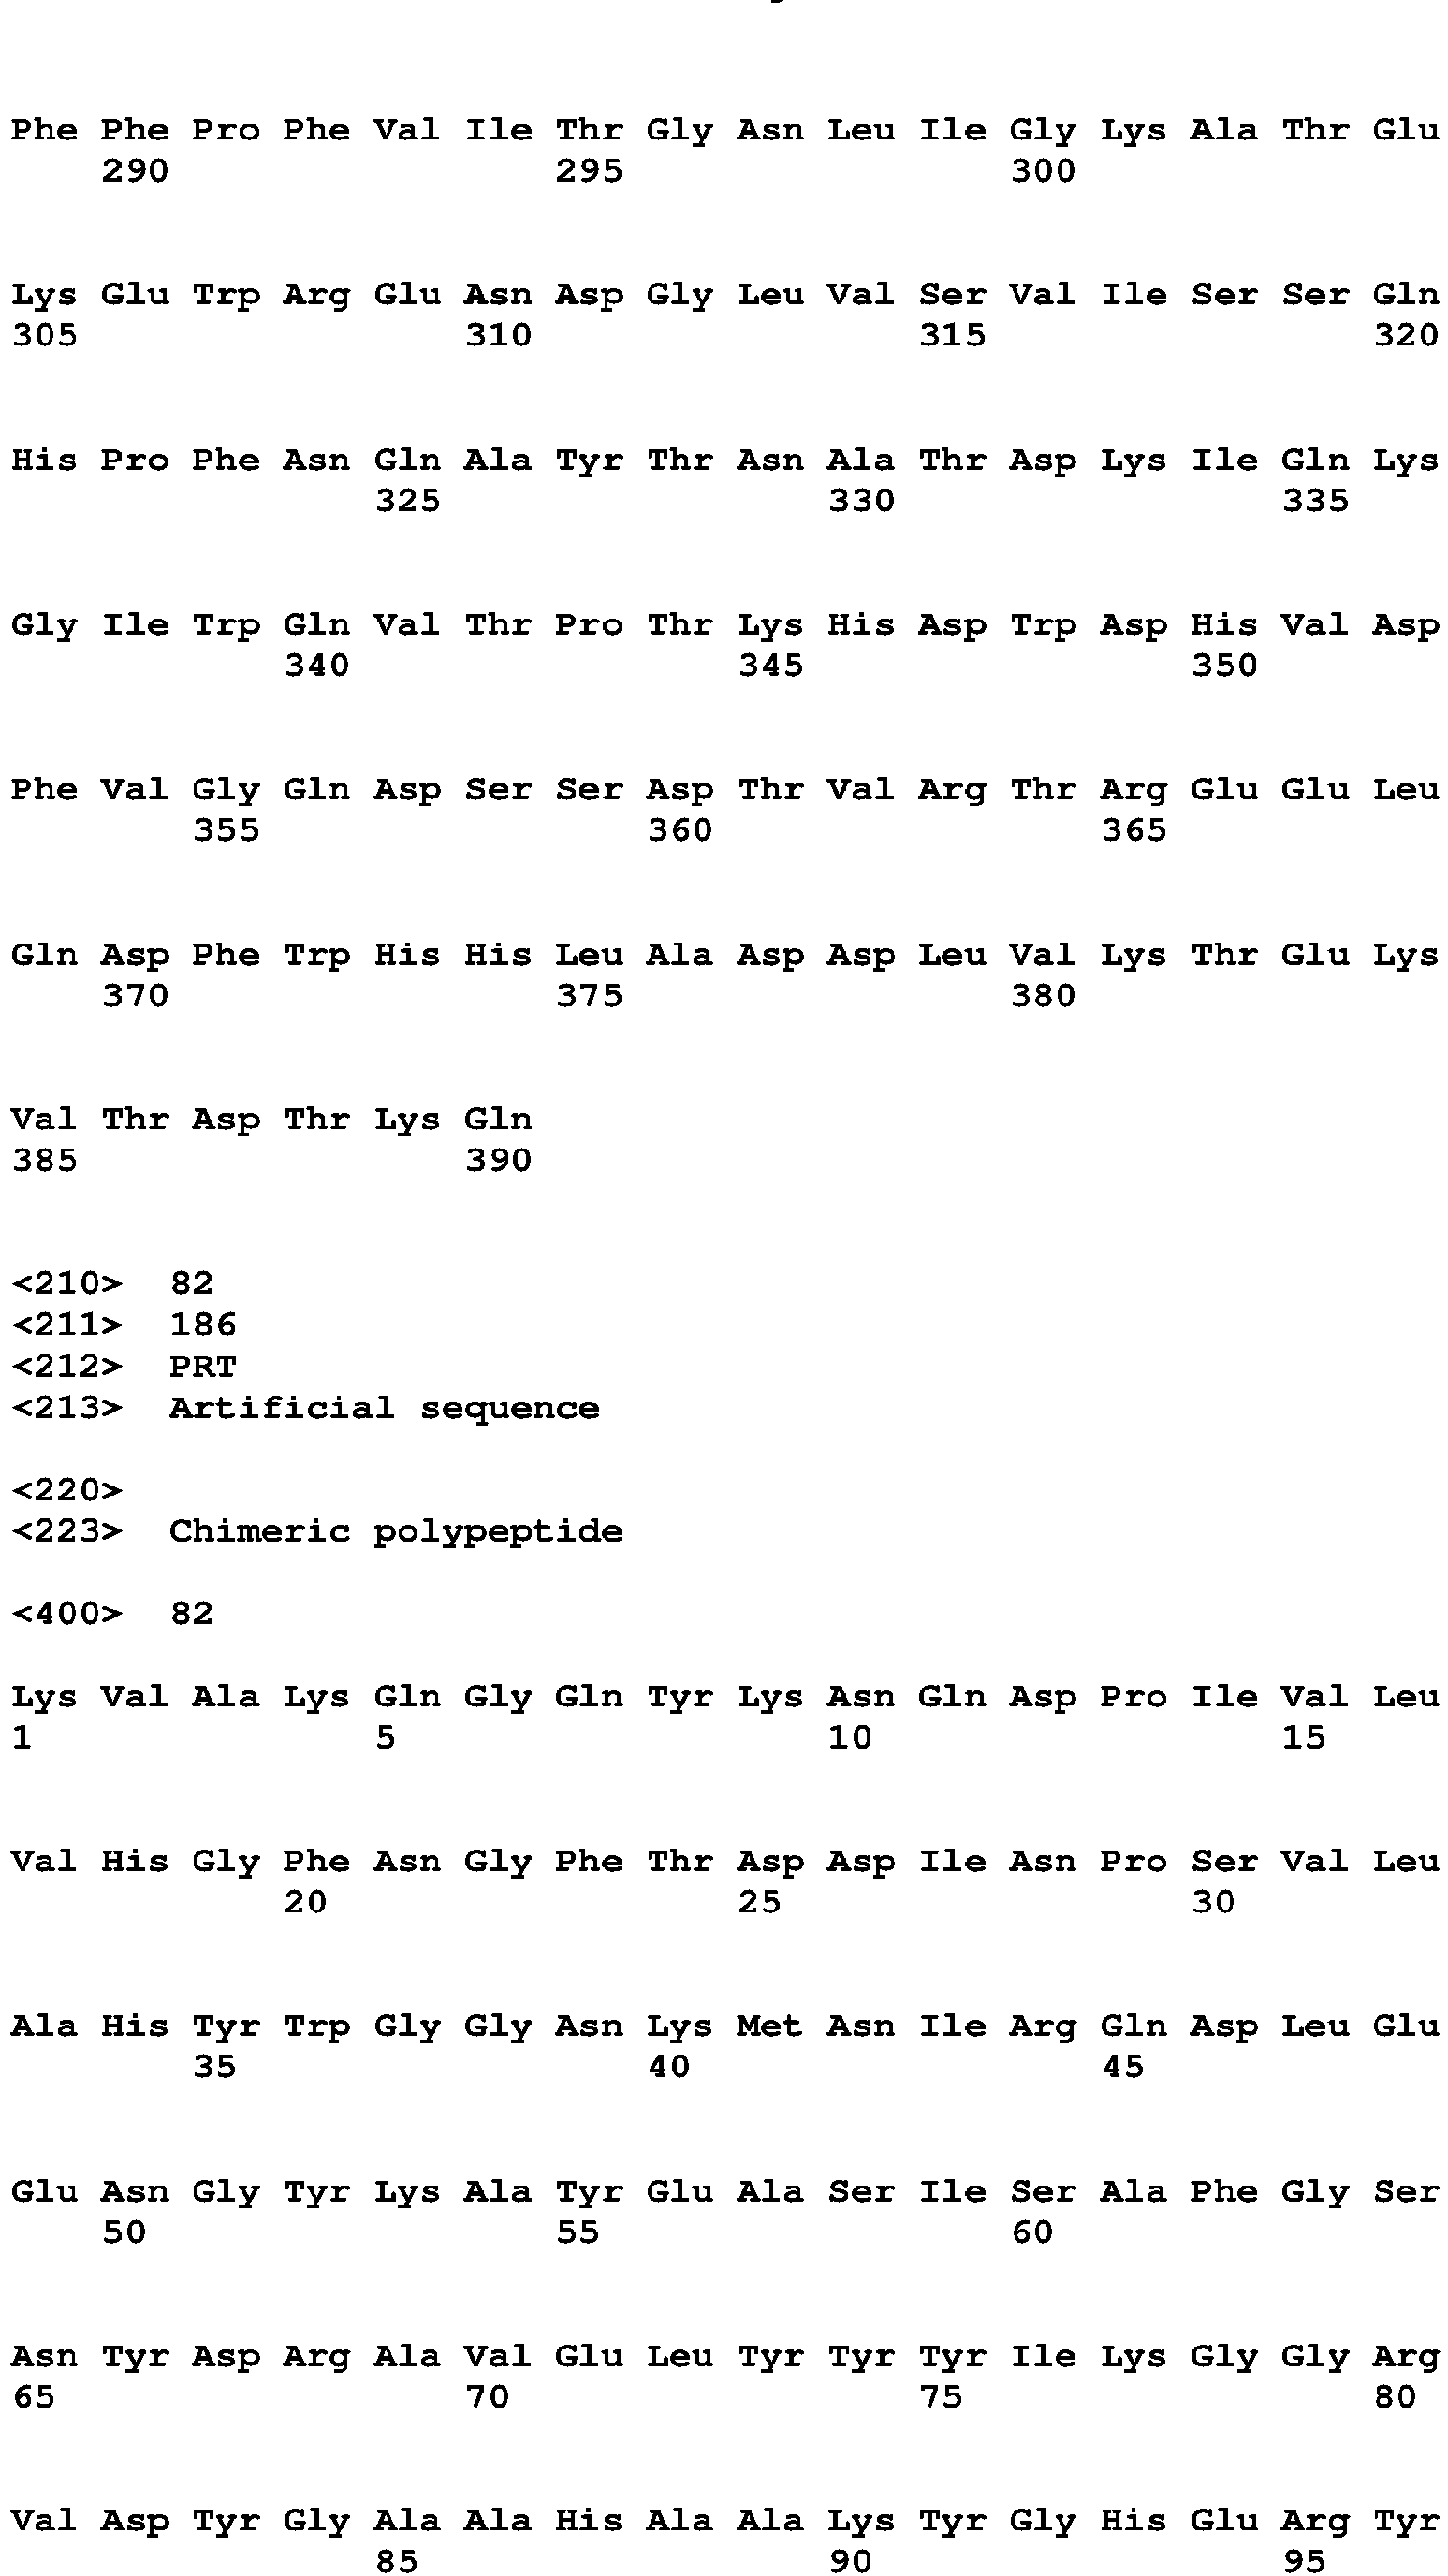 Phe Phe Pro Phe Val Ile Thr Gly Asn Leu Ile Gly Lys Ala Thr Glu
290 295 300
Lys Glu Trp Arg Glu Asn Asp Gly Leu Val Ser Val Ile Ser Ser Gln
305 310 315 320
His Pro Phe Asn Gln Ala Tyr Thr Asn Ala Thr Asp Lys Ile Gln Lys
325 330 335
Gly Ile Trp Gln Val Thr Pro Thr Lys His Asp Trp Asp His Val Asp
340 345 350
Phe Val Gly Gln Asp Ser Ser Asp Thr Val Arg Thr Arg Glu Glu Leu
355 360 365
Gln Asp Phe Trp His His Leu Ala Asp Asp Leu Val Lys Thr Glu Lys
370 375 380
Val Thr Asp Thr Lys Gln
385 390
<210> 82
<211> 186
<212> PRT
<213> Artificial sequence
<220>
<223> Chimeric polypeptide
<400> 82
Lys Val Ala Lys Gln Gly Gln Tyr Lys Asn Gln Asp Pro Ile Val Leu
1 5 10 15
Val His Gly Phe Asn Gly Phe Thr Asp Asp Ile Asn Pro Ser Val Leu
20 25 30
Ala His Tyr Trp Gly Gly Asn Lys Met Asn Ile Arg Gln Asp Leu Glu
35 40 45
Glu Asn Gly Tyr Lys Ala Tyr Glu Ala Ser Ile Ser Ala Phe Gly Ser
50 55 60
Asn Tyr Asp Arg Ala Val Glu Leu Tyr Tyr Tyr Ile Lys Gly Gly Arg
65 70 75 80
Val Asp Tyr Gly Ala Ala His Ala Ala Lys Tyr Gly His Glu Arg Tyr
85 90 95